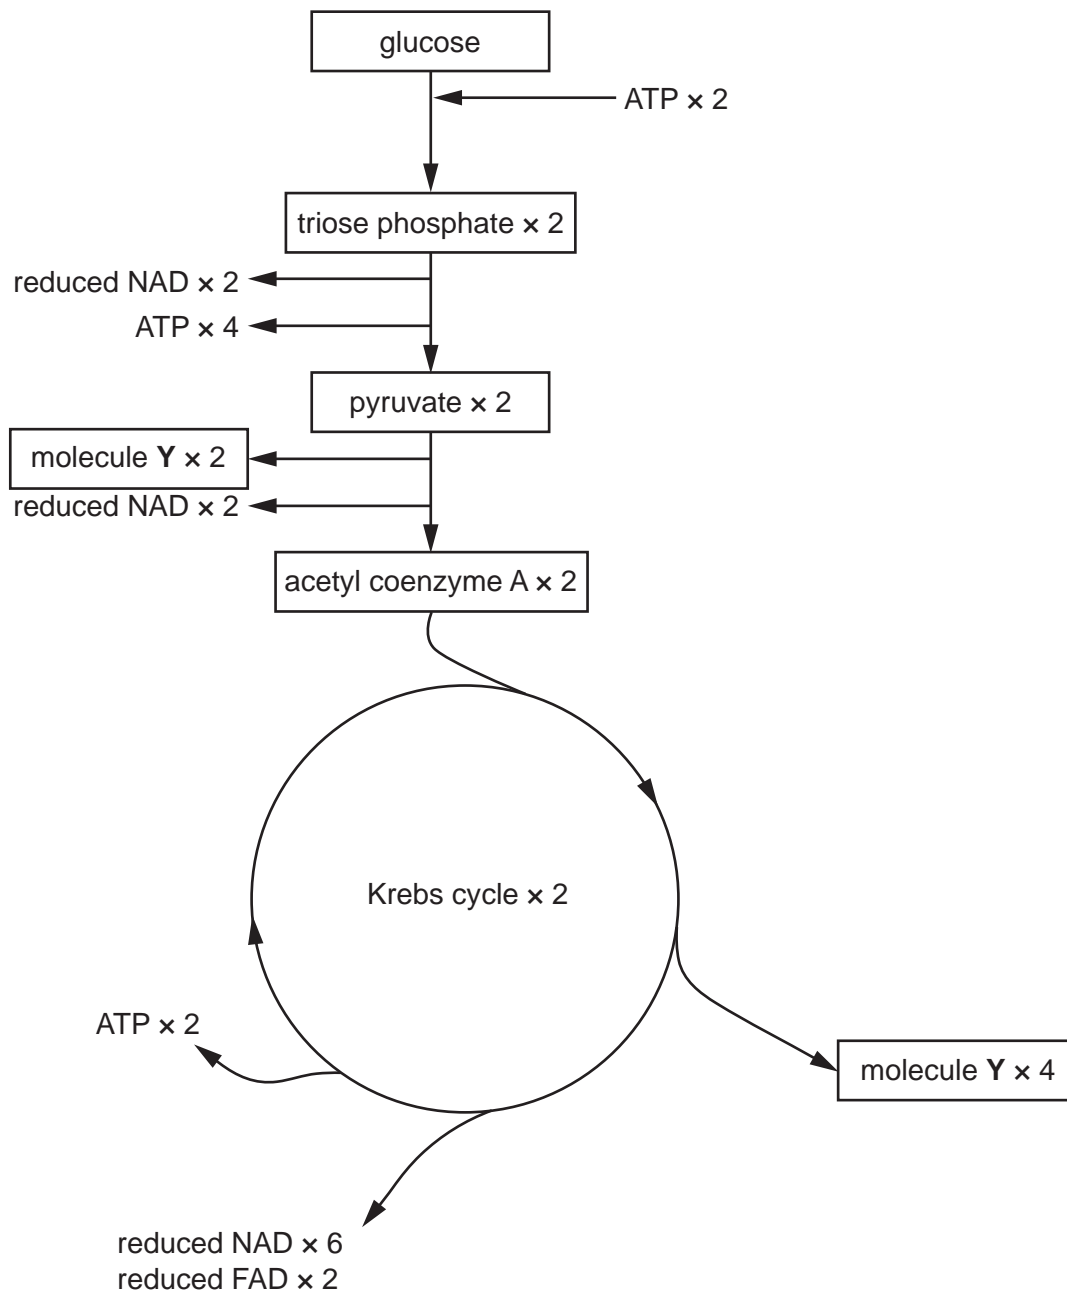 glucose
ATP × 2
triose phosphate × 2
reduced NAD × 2
ATP × 4
pyruvate × 2
molecule Y × 2
reduced NAD × 2
acetyl coenzyme A × 2
Krebs cycle × 2
ATP × 2
molecule Y × 4
reduced NAD × 6
reduced FAD × 2